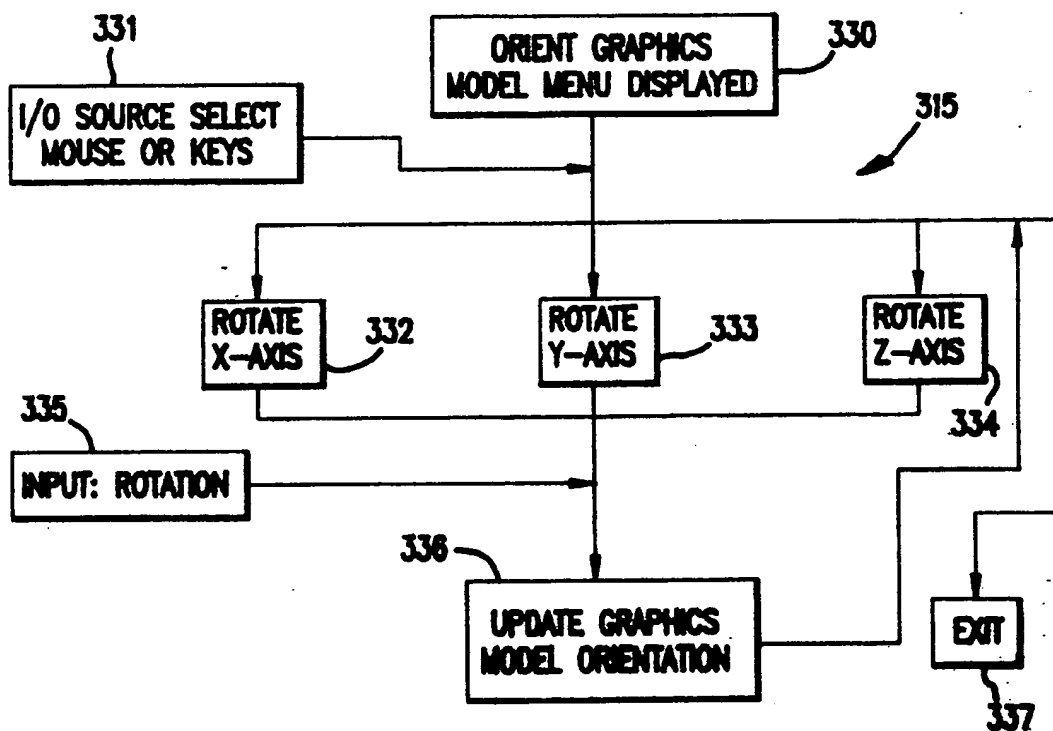 331
I/O SOURCE SELECT
MOUSE OR KEYS
ORIENT GRAPHICS
MODEL MENU DISPLAYED
330
315
ROTATE
X-AXIS
332
ROTATE
Y-AXIS
333
ROTATE
Z-AXIS
334
335
INPUT: ROTATION
336
UPDATE GRAPHICS
MODEL ORIENTATION
EXIT
337